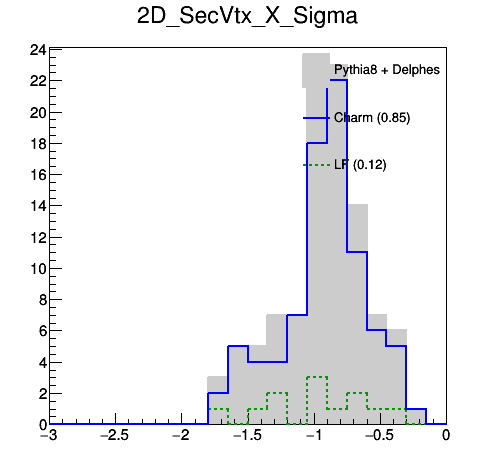 2D_SecVtx_X_Sigma
24
22
20
18
16
14
12
10
8
6
4
2
0
Pythia8 + Delphes
Charm (0.85)
LF (0.12)
−3 −2.5 −2 −1.5 −1 −0.5 0